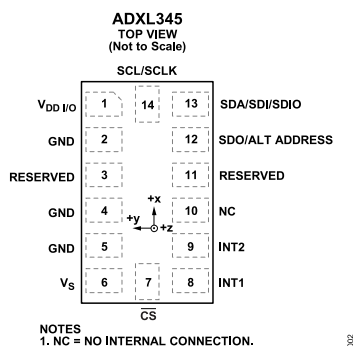 ADXL345
TOP VIEW
(Not to Scale)
SCL/SCLK
VDD I/O 1 14 13 SDA/SDI/SDIO
GND 2 12 SDO/ALT ADDRESS
RESERVED 3 11 RESERVED
+x
GND 4 +y +z 10 NC
GND 5 9 INT2
VS 6 7 8 INT1
CS
NOTES
1. NC = NO INTERNAL CONNECTION.
002